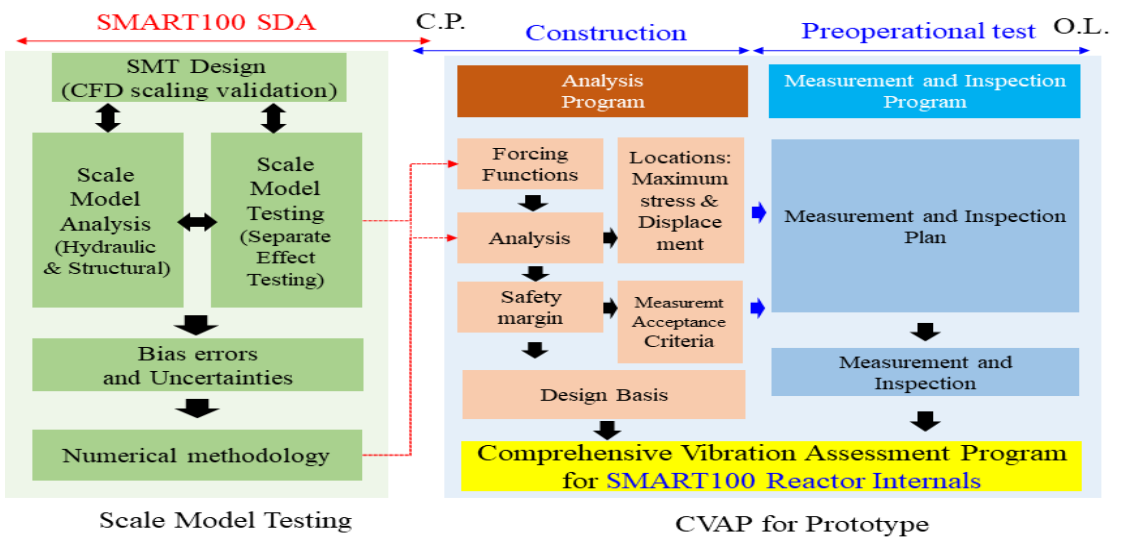 SMART100 SDA
C.P.
Construction
Preoperational test
O.L.
SMT Design
(CFD scaling validation)
Scale
Model
Analysis
(Hydraulic
& Structural)
Scale
Model
Testing
(Separate
Effect
Testing)
Bias errors
and Uncertainties
Numerical methodology
Scale Model Testing
Analysis
Program
Forcing
Functions
Analysis
Safety
margin
Locations:
Maximum
stress &
Displace
ment
Measuremt
Acceptance
Criteria
Design Basis
Measurement and Inspection
Program
Measurement and Inspection
Plan
Measurement and
Inspection
Comprehensive Vibration Assessment Program
for SMART100 Reactor Internals
CVAP for Prototype